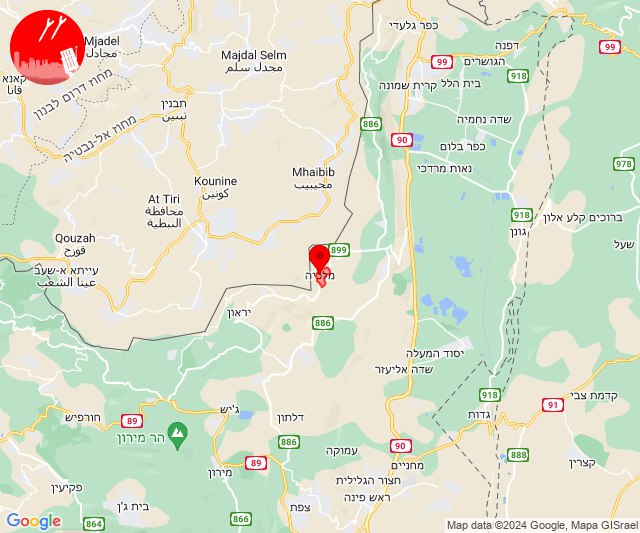 כפר גלעדי
דפנה
99
Mjadel
مجادل
Majdal Selm
مجدل سلم
הגושרים
99
918
קאנא
قانا
מחוז דרום לבנון
קרית שמונה
בית הלל
תבנין
تبنين
מחוז אל-נבטיה
886
שדה נחמיה
90
כפר בלום
978
Mhaibib
محيبيب
נאות מרדכי
Kounine
كونين
At Tiri
محافظة
النبطية
918
ברוכים קלע אלון
גונן
Qouzah
قوزح
899
שעל
עייתא א-שעב
عيتا الشعب
מלכיה
יראון
886
יסוד המעלה
שדה אליעזר
918
קדמת צבי
91
ג'יש
דלתון
גדות
חורפיש
89
הר מירון
886
90
עמוקה
888
89
מירון
מחניים
קצרין
חצור הגלילית
ראש פינה
פקיעין
צפת
בית ג'ן
866
864
Google
Map data ©2024 Google, Mapa GISrael